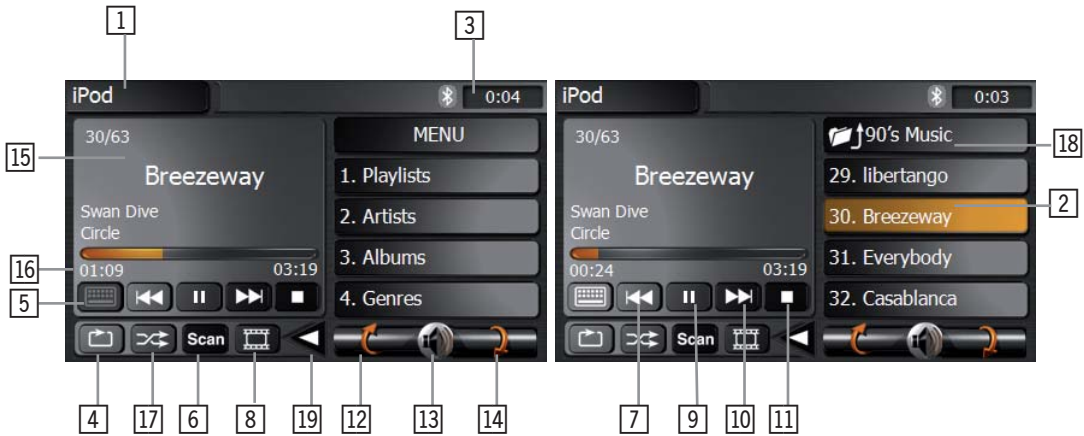 1
3
iPod
0:04
30/63
MENU
15
Breezeway
1. Playlists
Swan Dive
2. Artists
Circle
3. Albums
16
01:09
03:19
5
4. Genres
Scan
4
17
6
8
19
12
13
14
iPod
0:03
30/63
90's Music
18
Breezeway
29. libertango
2
Swan Dive
30. Breezeway
Circle
31. Everybody
00:24
03:19
32. Casablanca
Scan
7
9
10
11